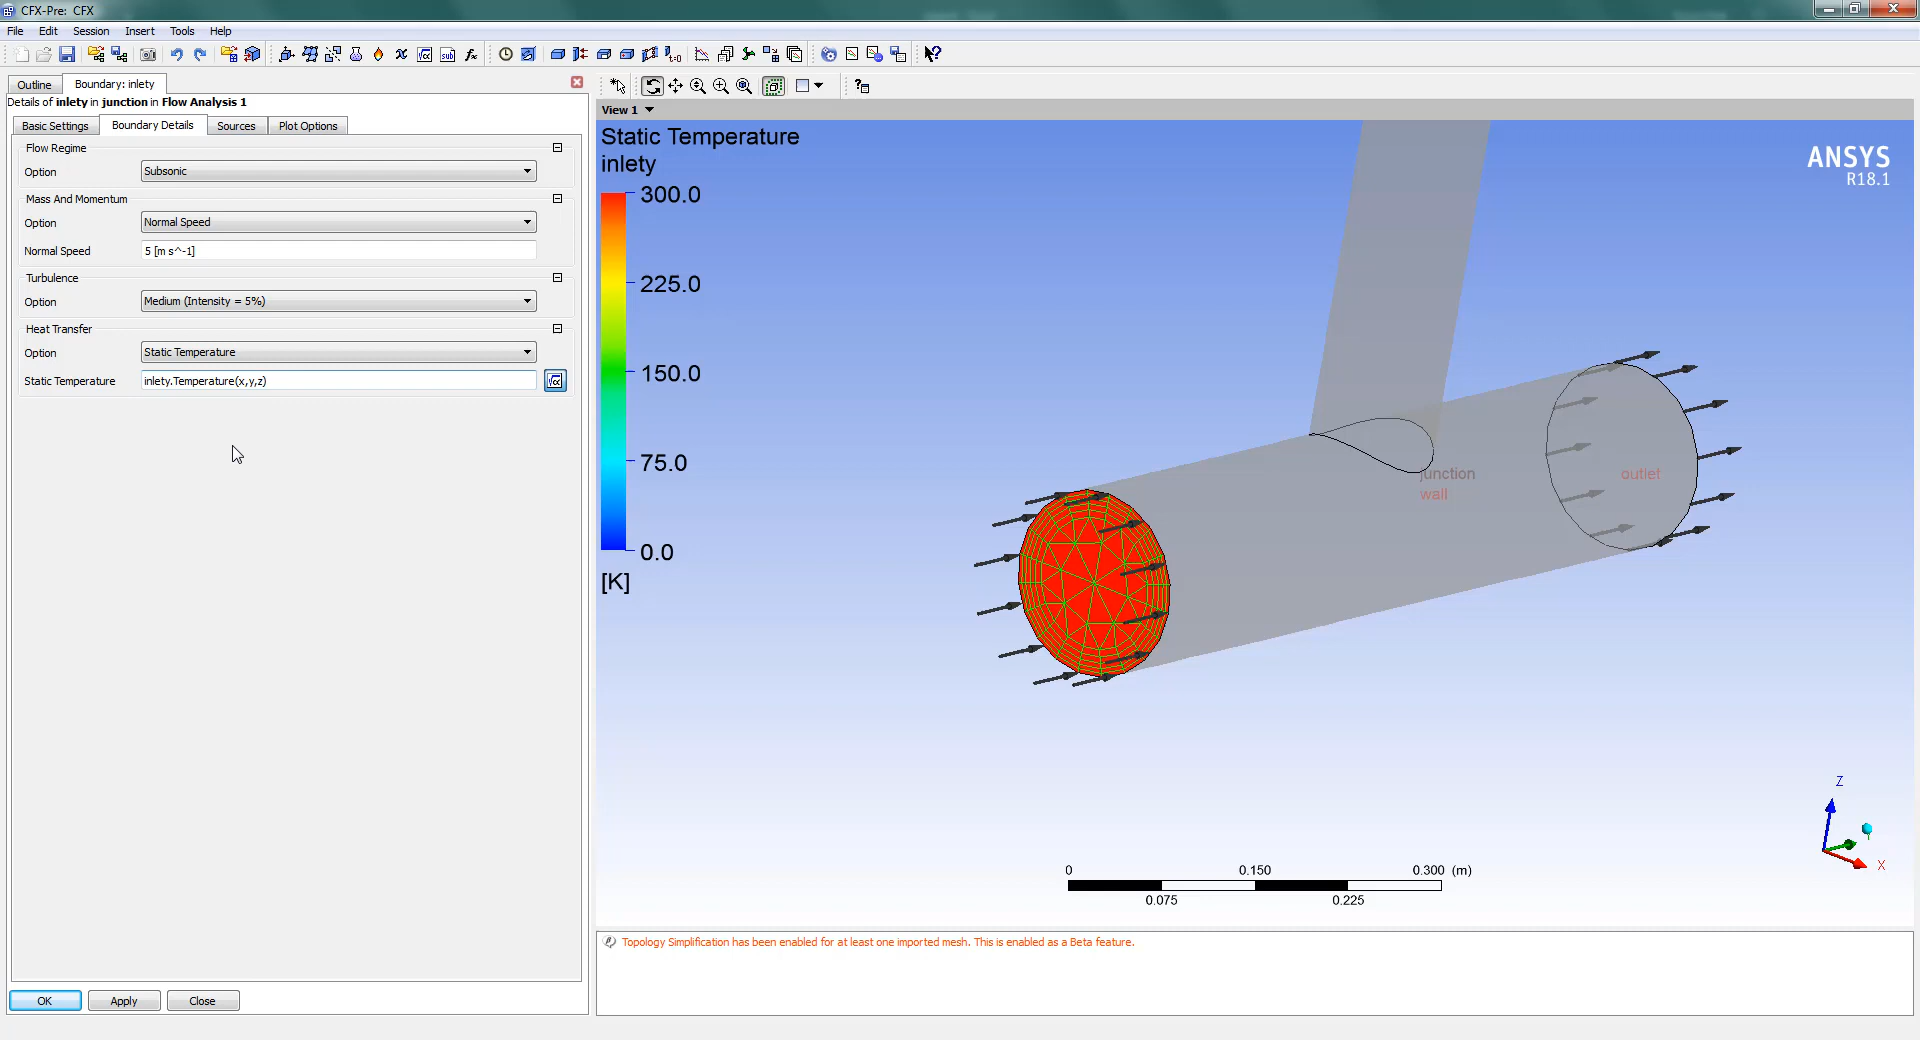 CFX-Pre: CFX
File Edit Session Insert Tools Help
Outline Boundary: inlety
Details of inlety in junction in Flow Analysis 1
Basic Settings Boundary Details Sources Plot Options
Flow Regime
Option Subsonic
Mass And Momentum
Option Normal Speed
Normal Speed 5 [m s^-1]
Turbulence
Option Medium (Intensity = 5%)
Heat Transfer
Option Static Temperature
Static Temperature inlety.Temperature(x,y,z)
OK Apply Close
View 1
Static Temperature
inlety
300.0
225.0
150.0
75.0
0.0
[K]
ANSYS
R18.1
junction
wall
outlet
Z
X
0 0.150 0.300 (m)
0.075 0.225
Topology Simplification has been enabled for at least one imported mesh. This is enabled as a Beta feature.